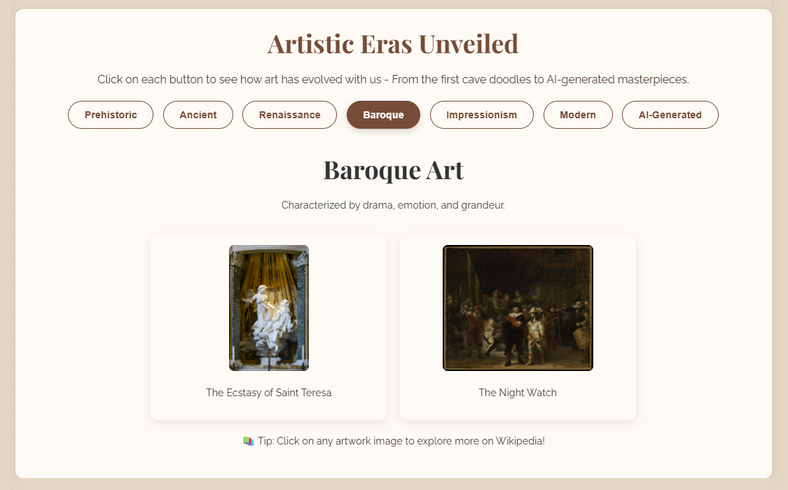 Artistic Eras Unveiled
Click on each button to see how art has evolved with us - From the first cave doodles to AI-generated masterpieces.
Prehistoric Ancient Renaissance Baroque Impressionism Modern AI-Generated
Baroque Art
Characterized by drama, emotion, and grandeur.
The Ecstasy of Saint Teresa The Night Watch
Tip: Click on any artwork image to explore more on Wikipedia!